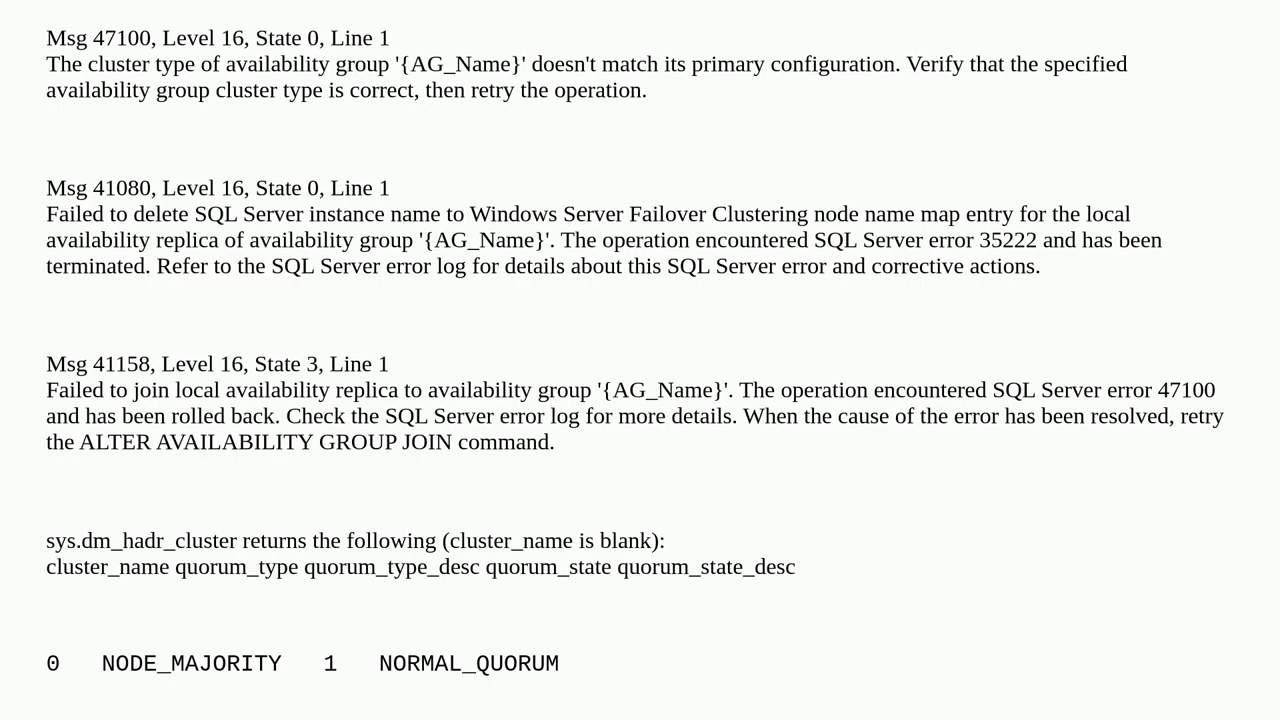 Msg 47100, Level 16, State 0, Line 1
The cluster type of availability group '{AG_Name}' doesn't match its primary configuration. Verify that the specified
availability group cluster type is correct, then retry the operation.
Msg 41080, Level 16, State 0, Line 1
Failed to delete SQL Server instance name to Windows Server Failover Clustering node name map entry for the local
availability replica of availability group '{AG_Name}'. The operation encountered SQL Server error 35222 and has been
terminated. Refer to the SQL Server error log for details about this SQL Server error and corrective actions.
Msg 41158, Level 16, State 3, Line 1
Failed to join local availability replica to availability group '{AG_Name}'. The operation encountered SQL Server error 47100
and has been rolled back. Check the SQL Server error log for more details. When the cause of the error has been resolved, retry
the ALTER AVAILABILITY GROUP JOIN command.
sys.dm_hadr_cluster returns the following (cluster_name is blank):
cluster_name quorum_type quorum_type_desc quorum_state quorum_state_desc
0 NODE_MAJORITY 1 NORMAL_QUORUM